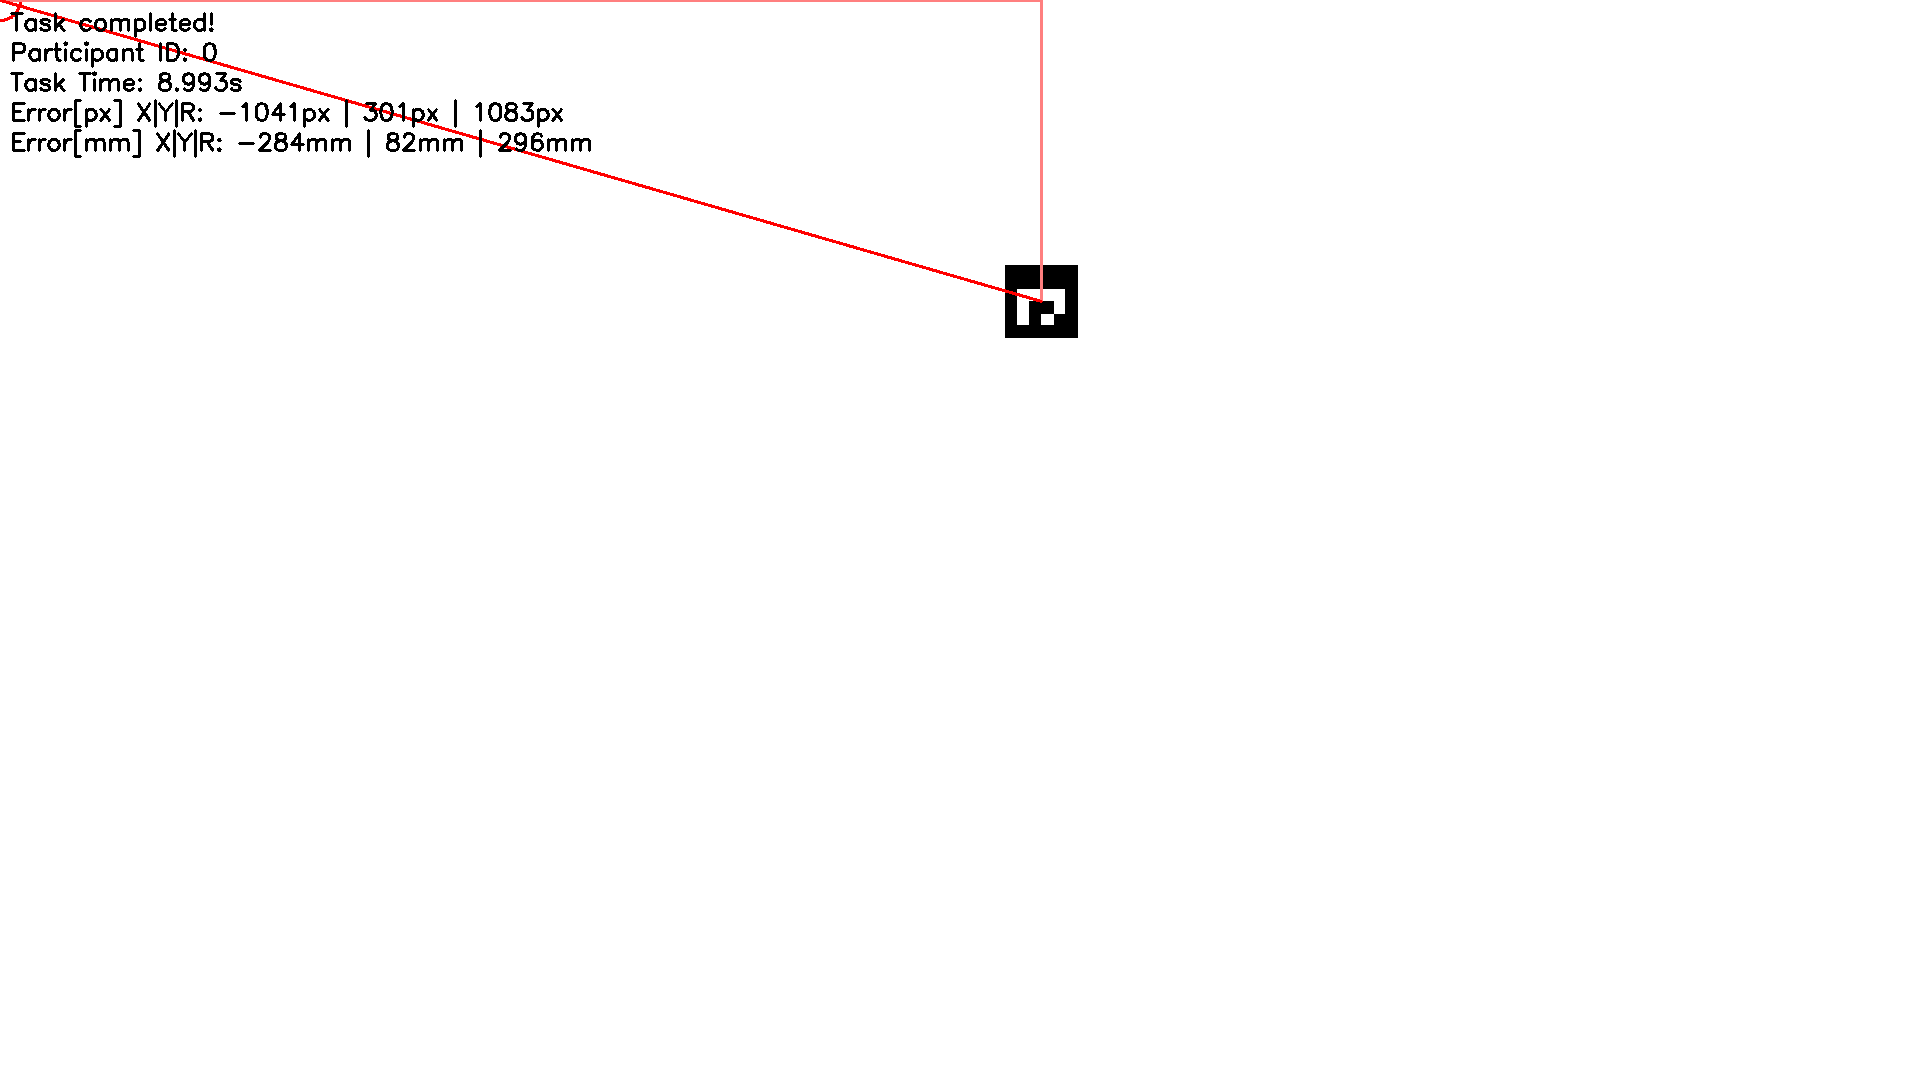 Task completed!
Participant ID: 0
Task Time: 8.993s
Error[px] X|Y|R: -1041px | 301px | 1083px
Error[mm] X|Y|R: -284mm | 82mm | 296mm